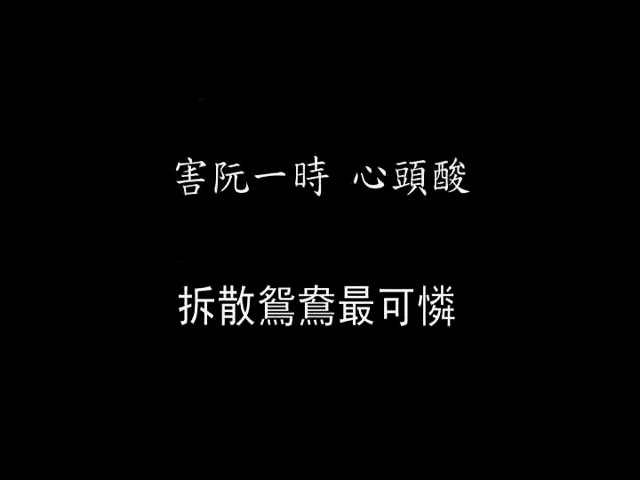 害阮一時 心頭酸
拆散鴛鴦最可憐